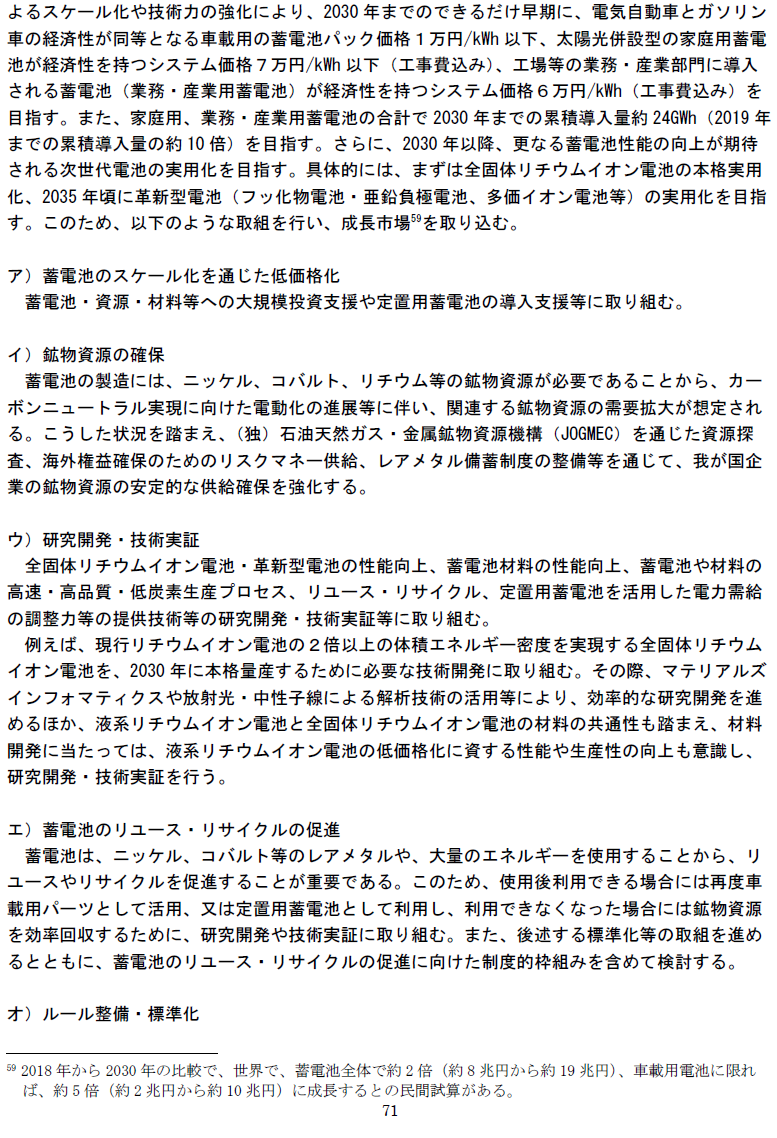 よるスケール化や技術力の強化により、2030 年までのできるだけ早期に、電気自動車とガソリン
車の経済性が同等となる車載用の蓄電池パック価格１万円/kWh 以下、太陽光併設型の家庭用蓄電
池が経済性を持つシステム価格７万円/kWh 以下（工事費込み）、工場等の業務・産業部門に導入
される蓄電池（業務・産業用蓄電池）が経済性を持つシステム価格６万円/kWh（工事費込み）を
目指す。また、家庭用、業務・産業用蓄電池の合計で 2030 年までの累積導入量約 24GWh（2019 年
までの累積導入量の約 10 倍）を目指す。さらに、2030 年以降、更なる蓄電池性能の向上が期待
される次世代電池の実用化を目指す。具体的には、まずは全固体リチウムイオン電池の本格実用
化、2035 年頃に革新型電池（フッ化物電池・亜鉛負極電池、多価イオン電池等）の実用化を目指
す。このため、以下のような取組を行い、成長市場59を取り込む。
ア）蓄電池のスケール化を通じた低価格化
蓄電池・資源・材料等への大規模投資支援や定置用蓄電池の導入支援等に取り組む。
イ）鉱物資源の確保
蓄電池の製造には、ニッケル、コバルト、リチウム等の鉱物資源が必要であることから、カー
ボンニュートラル実現に向けた電動化の進展等に伴い、関連する鉱物資源の需要拡大が想定され
る。こうした状況を踏まえ、（独）石油天然ガス・金属鉱物資源機構（JOGMEC）を通じた資源探
査、海外権益確保のためのリスクマネー供給、レアメタル備蓄制度の整備等を通じて、我が国企
業の鉱物資源の安定的な供給確保を強化する。
ウ）研究開発・技術実証
全固体リチウムイオン電池・革新型電池の性能向上、蓄電池材料の性能向上、蓄電池や材料の
高速・高品質・低炭素生産プロセス、リユース・リサイクル、定置用蓄電池を活用した電力需給
の調整力等の提供技術等の研究開発・技術実証等に取り組む。
例えば、現行リチウムイオン電池の２倍以上の体積エネルギー密度を実現する全固体リチウム
イオン電池を、2030 年に本格量産するために必要な技術開発に取り組む。その際、マテリアルズ
インフォマティクスや放射光・中性子線による解析技術の活用等により、効率的な研究開発を進
めるほか、液系リチウムイオン電池と全固体リチウムイオン電池の材料の共通性も踏まえ、材料
開発に当たっては、液系リチウムイオン電池の低価格化に資する性能や生産性の向上も意識し、
研究開発・技術実証を行う。
エ）蓄電池のリユース・リサイクルの促進
蓄電池は、ニッケル、コバルト等のレアメタルや、大量のエネルギーを使用することから、リ
ユースやリサイクルを促進することが重要である。このため、使用後利用できる場合には再度車
載用パーツとして活用、又は定置用蓄電池として利用し、利用できなくなった場合には鉱物資源
を効率回収するために、研究開発や技術実証に取り組む。また、後述する標準化等の取組を進め
るとともに、蓄電池のリユース・リサイクルの促進に向けた制度的枠組みを含めて検討する。
オ）ルール整備・標準化
59 2018 年から 2030 年の比較で、世界で、蓄電池全体で約 2 倍（約 8 兆円から約 19 兆円）、車載用電池に限れ
ば、約 5 倍（約 2 兆円から約 10 兆円）に成長するとの民間試算がある。
71